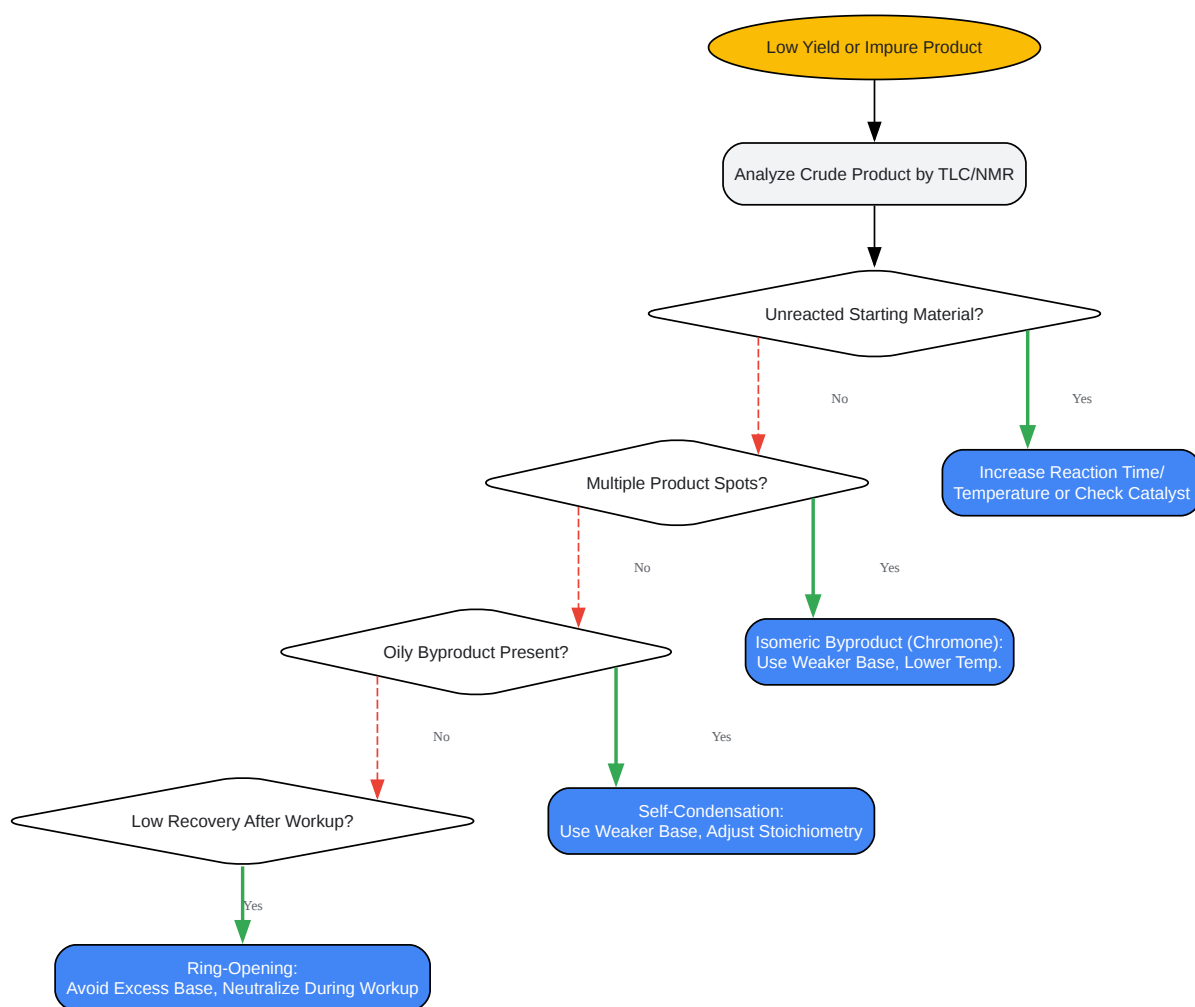 Low Yield or Impure Product
Analyze Crude Product by TLC/NMR
Unreacted Starting Material?
No
Yes
Increase Reaction Time/
Temperature or Check Catalyst
Multiple Product Spots?
No
Yes
Isomeric Byproduct (Chromone):
Use Weaker Base, Lower Temp.
Oily Byproduct Present?
No
Yes
Self-Condensation:
Use Weaker Base, Adjust Stoichiometry
Low Recovery After Workup?
Yes
Ring-Opening:
Avoid Excess Base, Neutralize During Workup